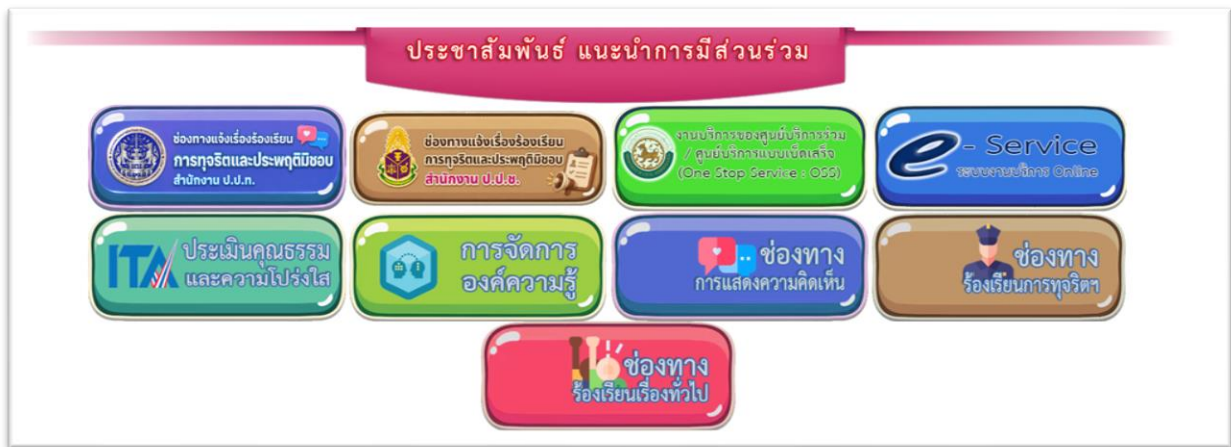 ประชาสัมพันธ์ แนะนำการมีส่วนร่วม
ช่องทางแจ้งเรื่องร้องเรียน
การทุจริตและประพฤติมิชอบ
สำนักงาน ป.ป.ท.
ช่องทางแจ้งเรื่องร้องเรียน
การทุจริตและประพฤติมิชอบ
สำนักงาน ป.ป.ช.
งานบริการของศูนย์บริการร่วม
/ ศูนย์บริการแบบเบ็ดเสร็จ
(One Stop Service : OSS)
e - Service
ระบบงานบริการ Online
ITA ประเมินคุณธรรม
และความโปร่งใส
การจัดการ
องค์ความรู้
ช่องทาง
การแสดงความคิดเห็น
ช่องทาง
ร้องเรียนการทุจริตฯ
ช่องทาง
ร้องเรียนเรื่องทั่วไป